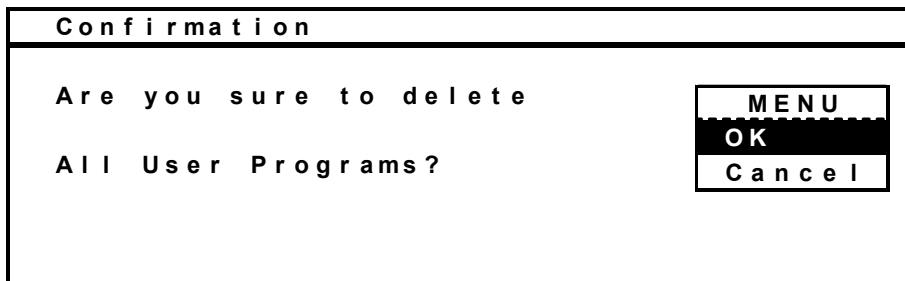 Confirmation
Are you sure to delete
All User Programs?
MENU
OK
Cancel